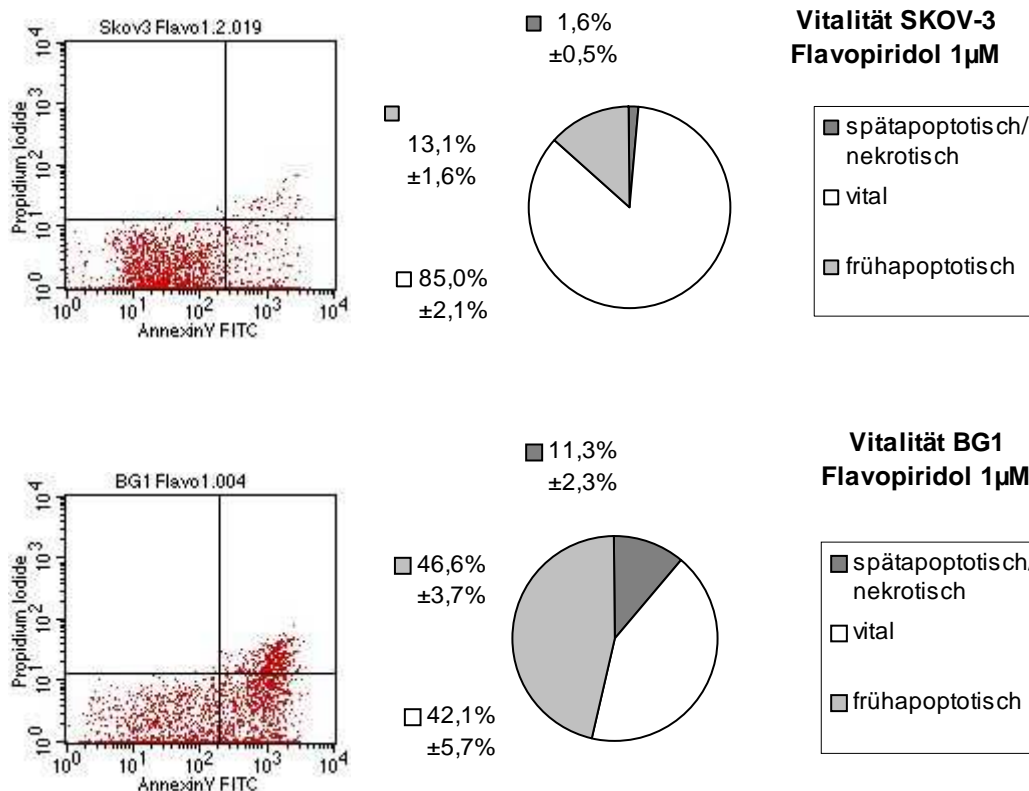 Skov3 Flavo1.2.019
Propidium Iodide
10^0 10^1 10^2 10^3 10^4
10^0 10^1 10^2 10^3 10^4
AnnexinV FITC
1,6%
±0,5%
13,1%
±1,6%
85,0%
±2,1%
Vitalität SKOV-3
Flavopiridol 1µM
spätapoptotisch/
nekrotisch
vital
frühapoptotisch
BG1 Flavo1.004
Propidium Iodide
10^0 10^1 10^2 10^3 10^4
10^0 10^1 10^2 10^3 10^4
AnnexinV FITC
11,3%
±2,3%
46,6%
±3,7%
42,1%
±5,7%
Vitalität BG1
Flavopiridol 1µM
spätapoptotisch/
nekrotisch
vital
frühapoptotisch